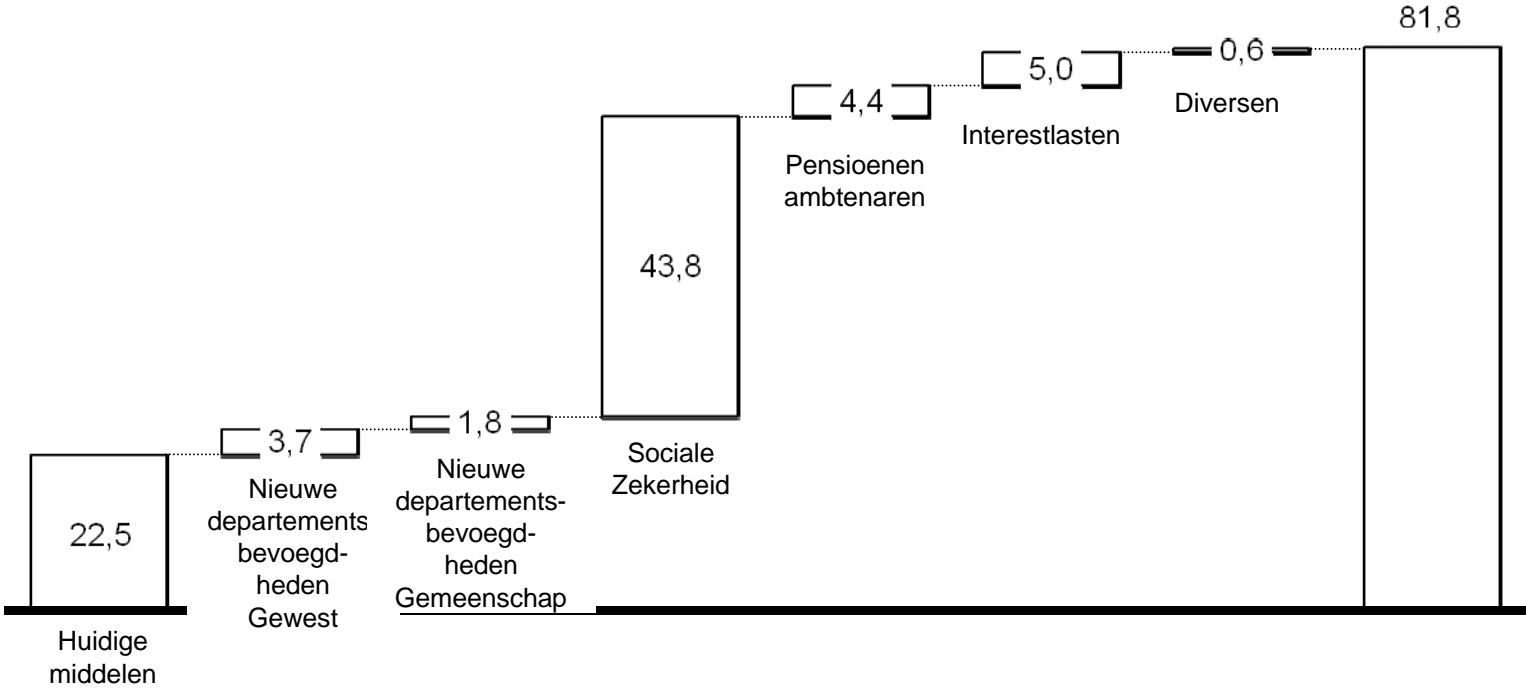 22,5
Huidige
middelen
3,7
Nieuwe
departements
bevoegd-
heden
Gewest
1,8
Nieuwe
departements-
bevoegd-
heden
Gemeenschap
43,8
Sociale
Zekerheid
4,4
Pensioenen
ambtenaren
5,0
Interestlasten
0,6
Diversen
81,8